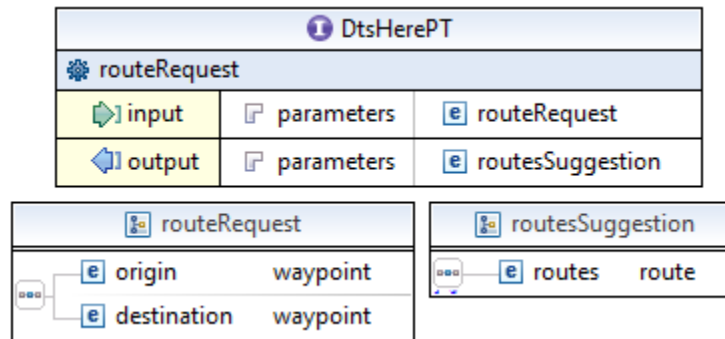 DtsHerePT
routeRequest
input parameters routeRequest
output parameters routesSuggestion
routeRequest
origin waypoint
destination waypoint
routesSuggestion
routes route